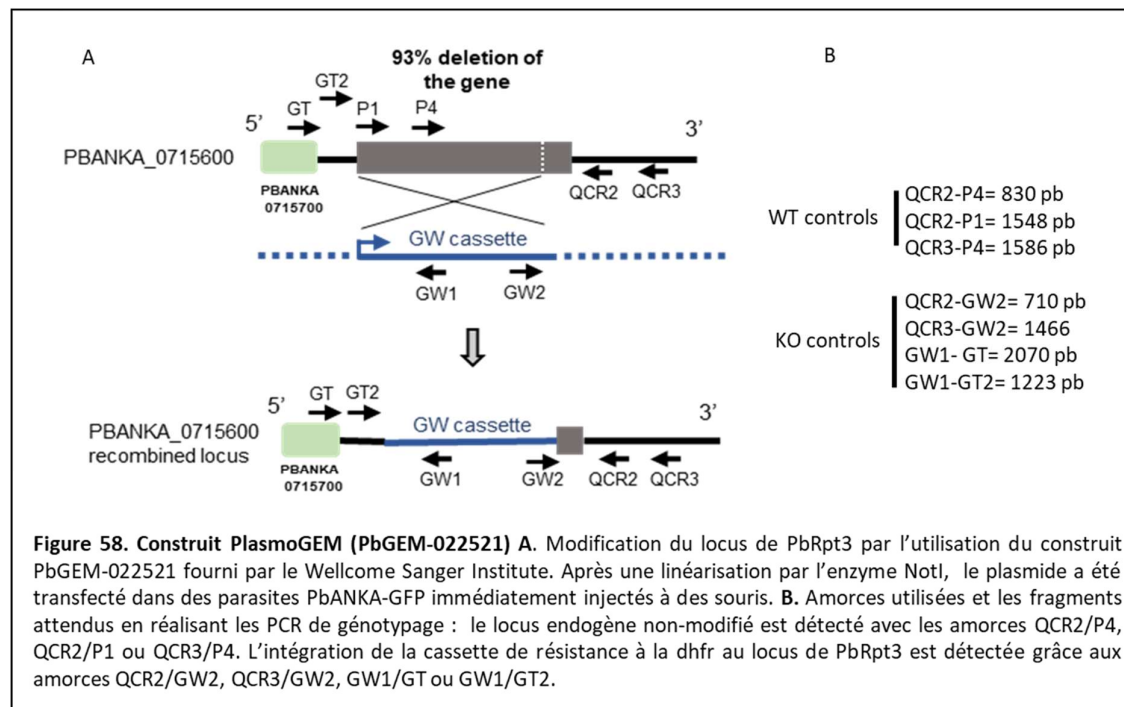 A
B
93% deletion of
the gene
GT2
GT
P1
P4
5’
3’
PBANKA_0715600
PBANKA
0715700
QCR2
QCR3
GW cassette
GW1
GW2
WT controls
QCR2-P4= 830 pb
QCR2-P1= 1548 pb
QCR3-P4= 1586 pb
KO controls
QCR2-GW2= 710 pb
QCR3-GW2= 1466
GW1- GT= 2070 pb
GW1-GT2= 1223 pb
GT
GT2
5’
3’
GW cassette
PBANKA_0715600
recombined locus
PBANKA
0715700
GW1
GW2
QCR2
QCR3
Figure 58. Construit PlasmoGEM (PbGEM-022521) A. Modification du locus de PbRpt3 par l’utilisation du construit
PbGEM-022521 fourni par le Wellcome Sanger Institute. Après une linéarisation par l’enzyme NotI, le plasmide a été
transfecté dans des parasites PbANKA-GFP immédiatement injectés à des souris. B. Amorces utilisées et les fragments
attendus en réalisant les PCR de génotypage : le locus endogène non-modifié est détecté avec les amorces QCR2/P4,
QCR2/P1 ou QCR3/P4. L’intégration de la cassette de résistance à la dhfr au locus de PbRpt3 est détectée grâce aux
amorces QCR2/GW2, QCR3/GW2, GW1/GT ou GW1/GT2.